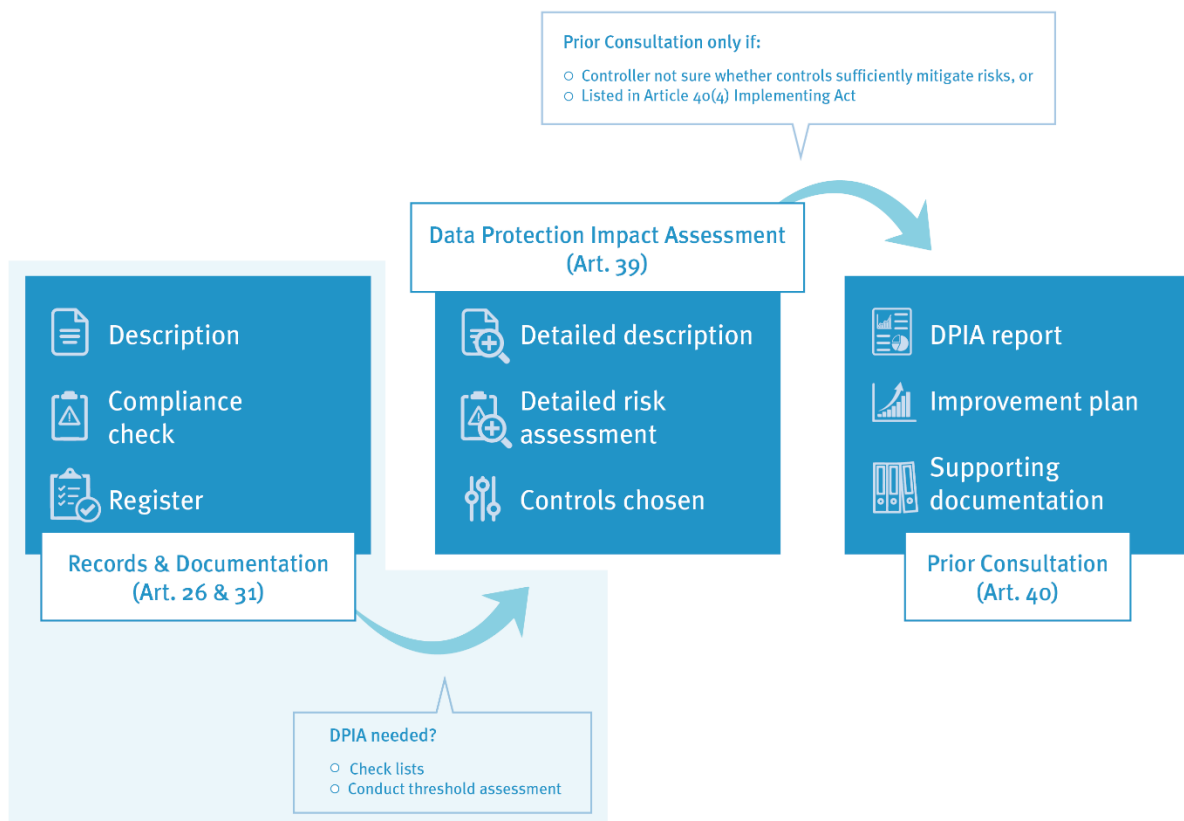 Prior Consultation only if:
Controller not sure whether controls sufficiently mitigate risks, or
Listed in Article 40(4) Implementing Act
Data Protection Impact Assessment
(Art. 39)
Description
Compliance
check
Register
Records & Documentation
(Art. 26 & 31)
Detailed description
Detailed risk
assessment
Controls chosen
DPIA report
Improvement plan
Supporting
documentation
Prior Consultation
(Art. 40)
DPIA needed?
Check lists
Conduct threshold assessment